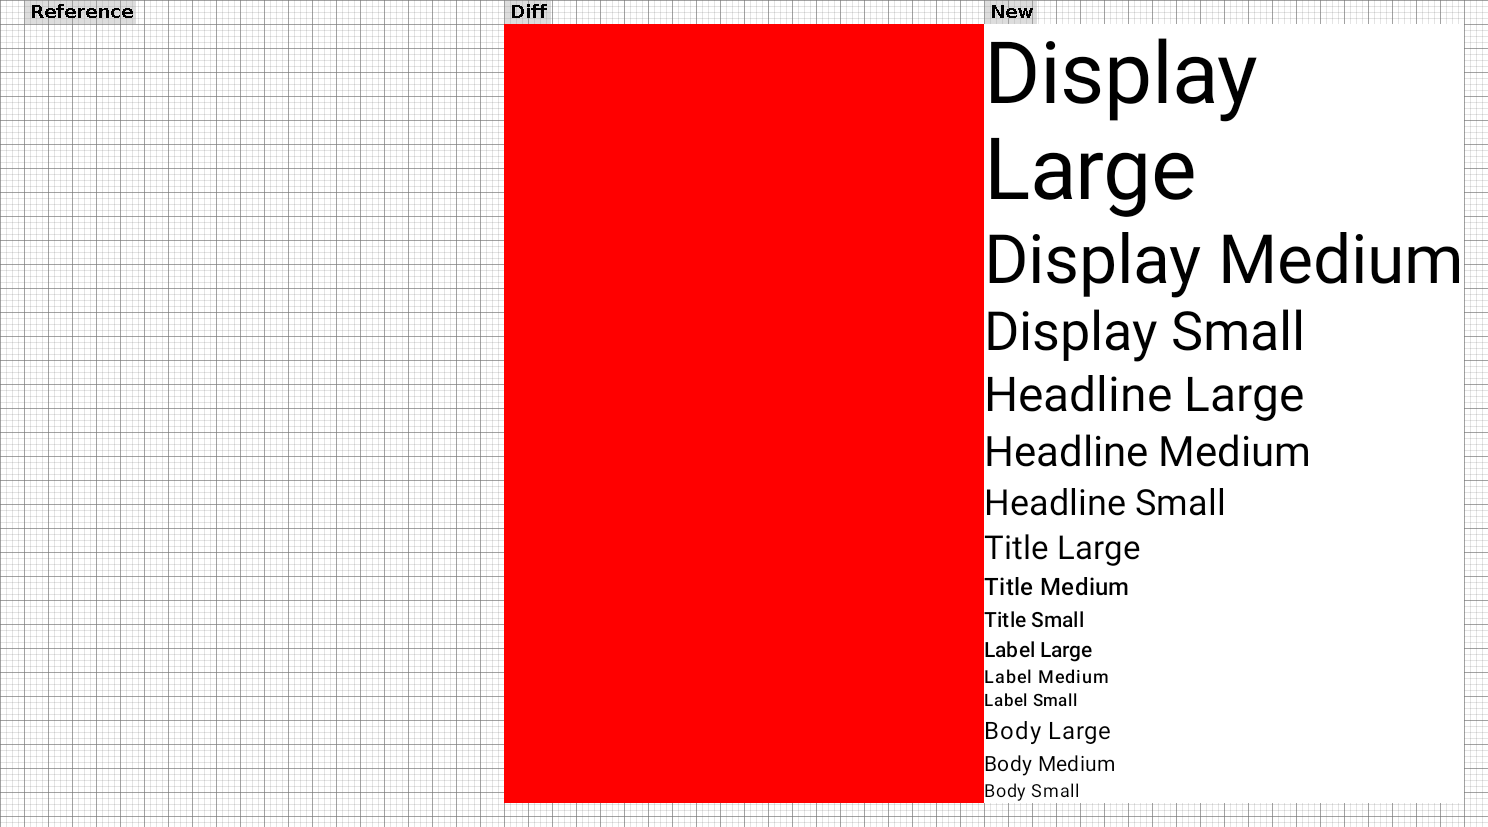 Reference
Diff
New
Display
Large
Display Medium
Display Small
Headline Large
Headline Medium
Headline Small
Title Large
Title Medium
Title Small
Label Large
Label Medium
Label Small
Body Large
Body Medium
Body Small